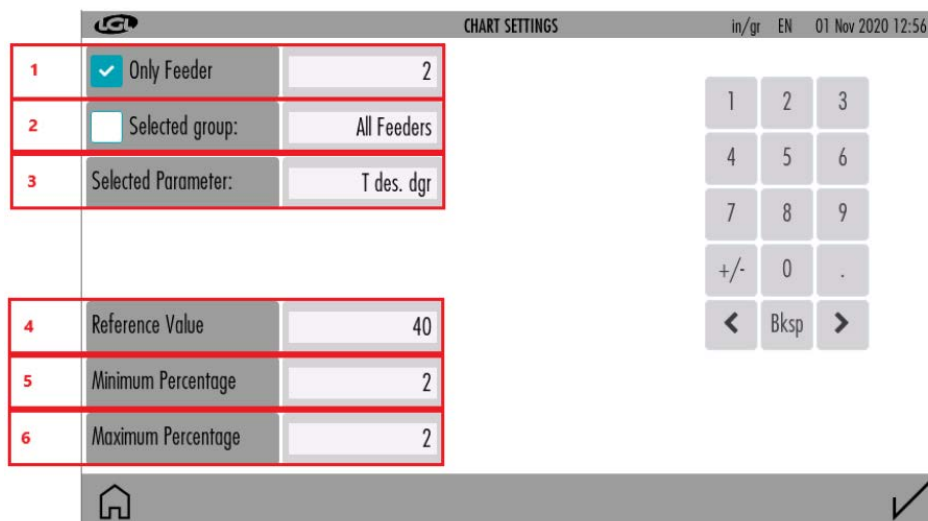 LGL CHART SETTINGS in/gr EN 01 Nov 2020 12:56
1 Only Feeder 2
2 Selected group: All Feeders
3 Selected Parameter: T des. dgr
4 Reference Value 40
5 Minimum Percentage 2
6 Maximum Percentage 2
1 2 3
4 5 6
7 8 9
+/- 0 .
< Bksp >